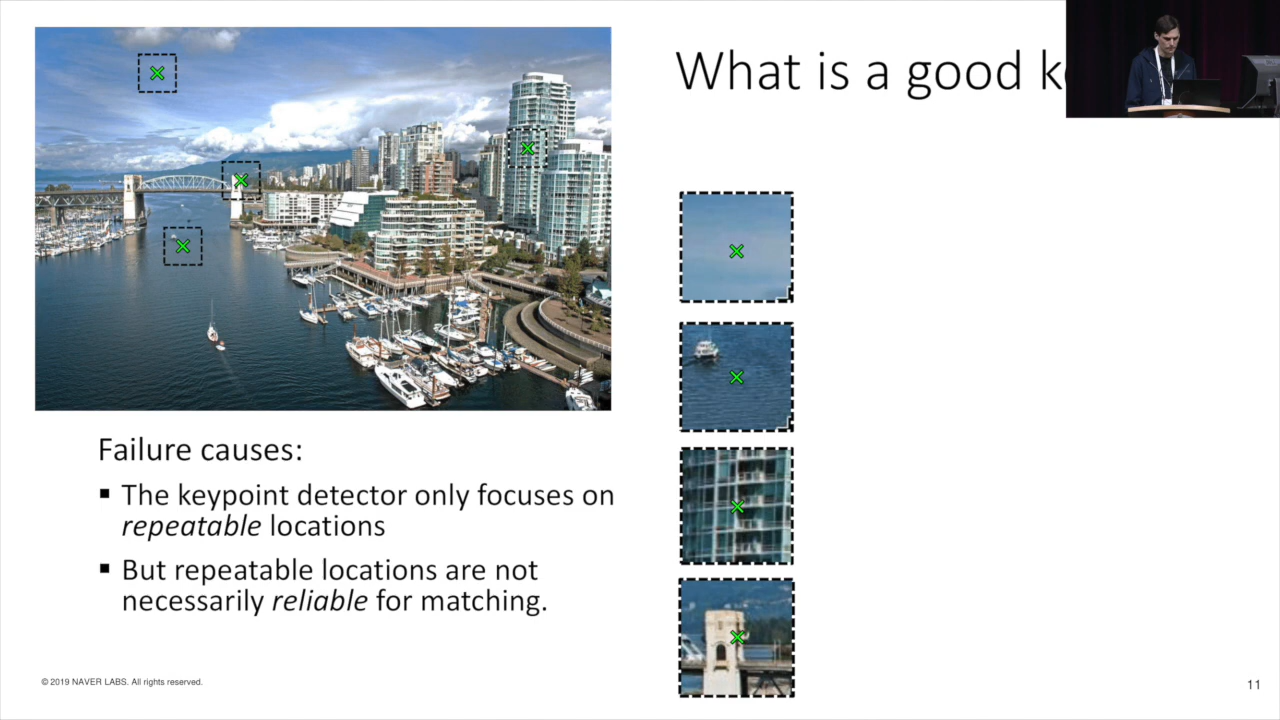 What is a good
Failure causes:
▪ The keypoint detector only focuses on
repeatable locations
▪ But repeatable locations are not
necessarily reliable for matching.
© 2019 NAVER LABS. All rights reserved.
11